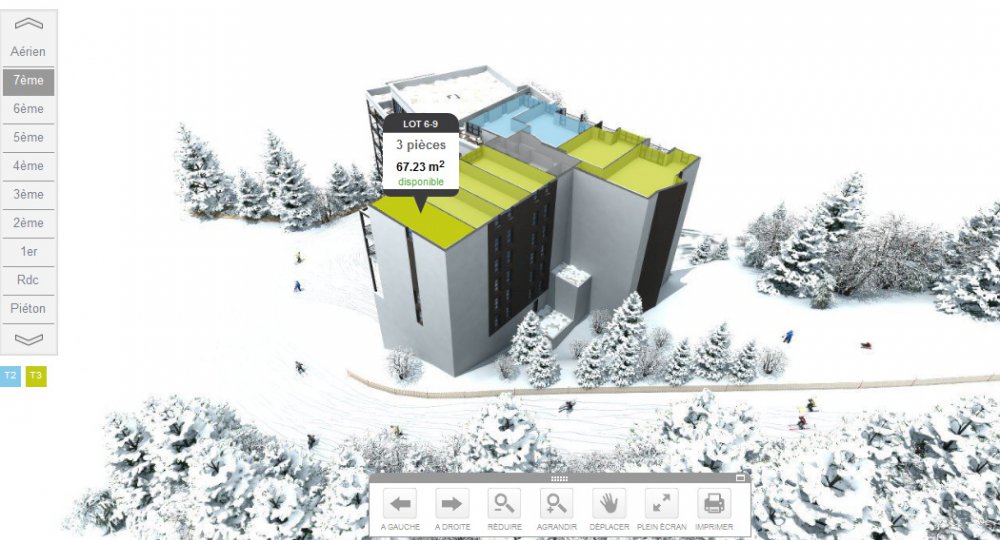 Aérien
7ème
6ème
5ème
4ème
3ème
2ème
1er
Rdc
Piéton
T2 T3
LOT 6-9
3 pièces
67.23 m²
disponible
A GAUCHE A DROITE RÉDUIRE AGRANDIR DÉPLACER PLEIN ÉCRAN IMPRIMER